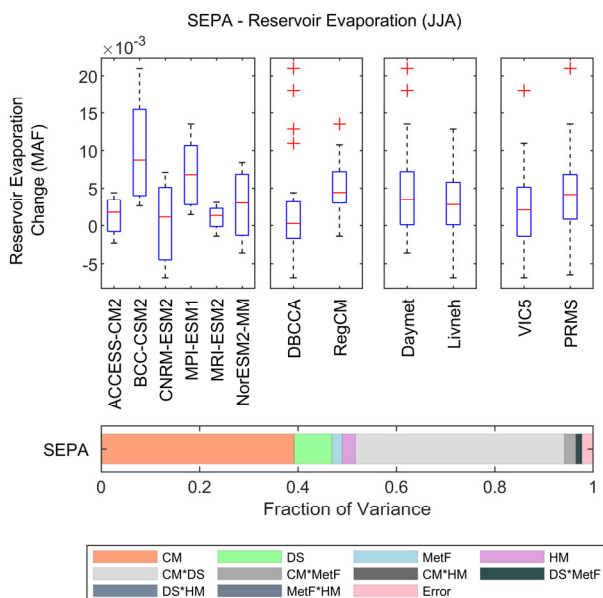 SEPA - Reservoir Evaporation (JJA)
×10⁻³
20
15
10
5
0
-5
Reservoir Evaporation
Change (MAF)
ACCESS-CM2
BCC-CSM2
CNRM-ESM2
MPI-ESM1
MRI-ESM2
NorESM2-MM
DBCCA
RegCM
Daymet
Livneh
VIC5
PRMS
SEPA
0 0.2 0.4 0.6 0.8 1
Fraction of Variance
CM DS MetF HM
CM*DS CM*MetF CM*HM DS*MetF
DS*HM MetF*HM Error